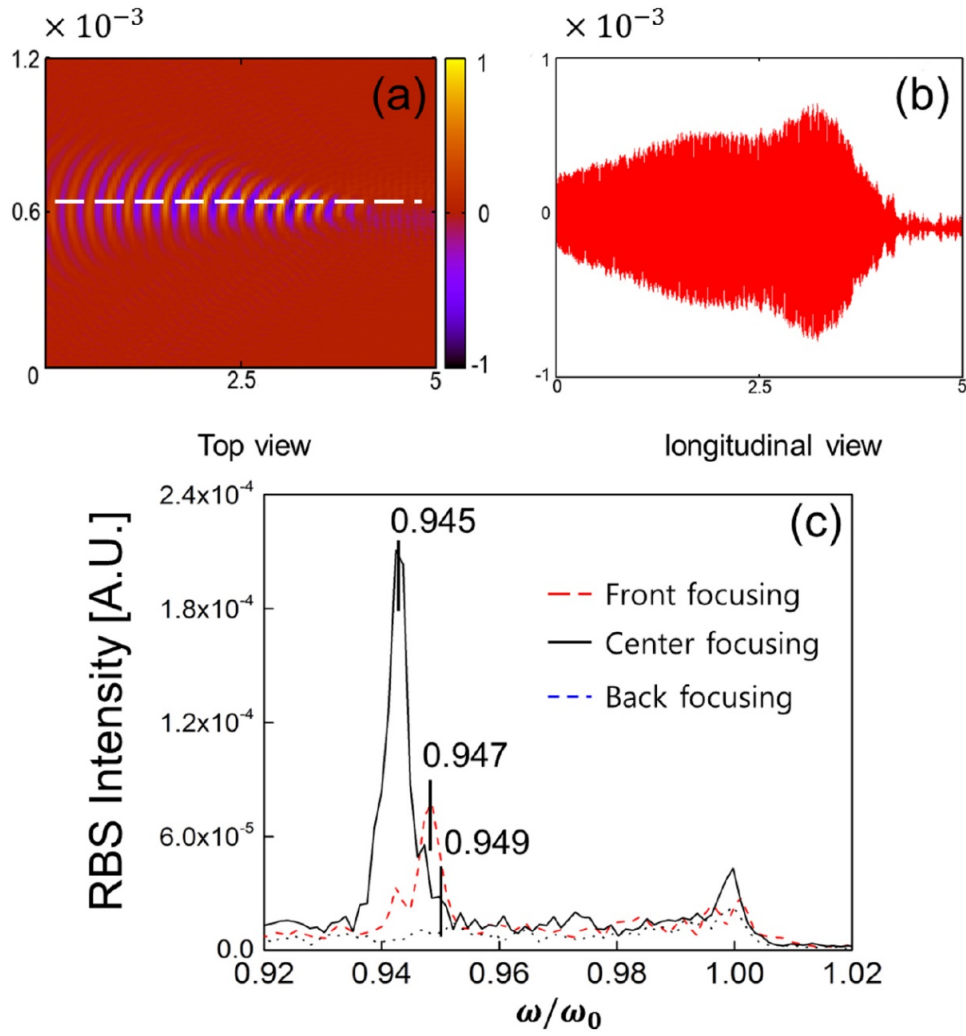 × 10⁻³
1.2
0.6
0
2.5
5
(a)
1
0
-1
× 10⁻³
1
0
-1
0
2.5
5
(b)
Top view
longitudinal view
RBS Intensity [A.U.]
2.4x10⁻⁴
1.8x10⁻⁴
1.2x10⁻⁴
6.0x10⁻⁵
0.0
(c)
0.945
0.947
0.949
Front focusing
Center focusing
Back focusing
0.92
0.94
0.96
0.98
1.00
1.02
ω/ω₀